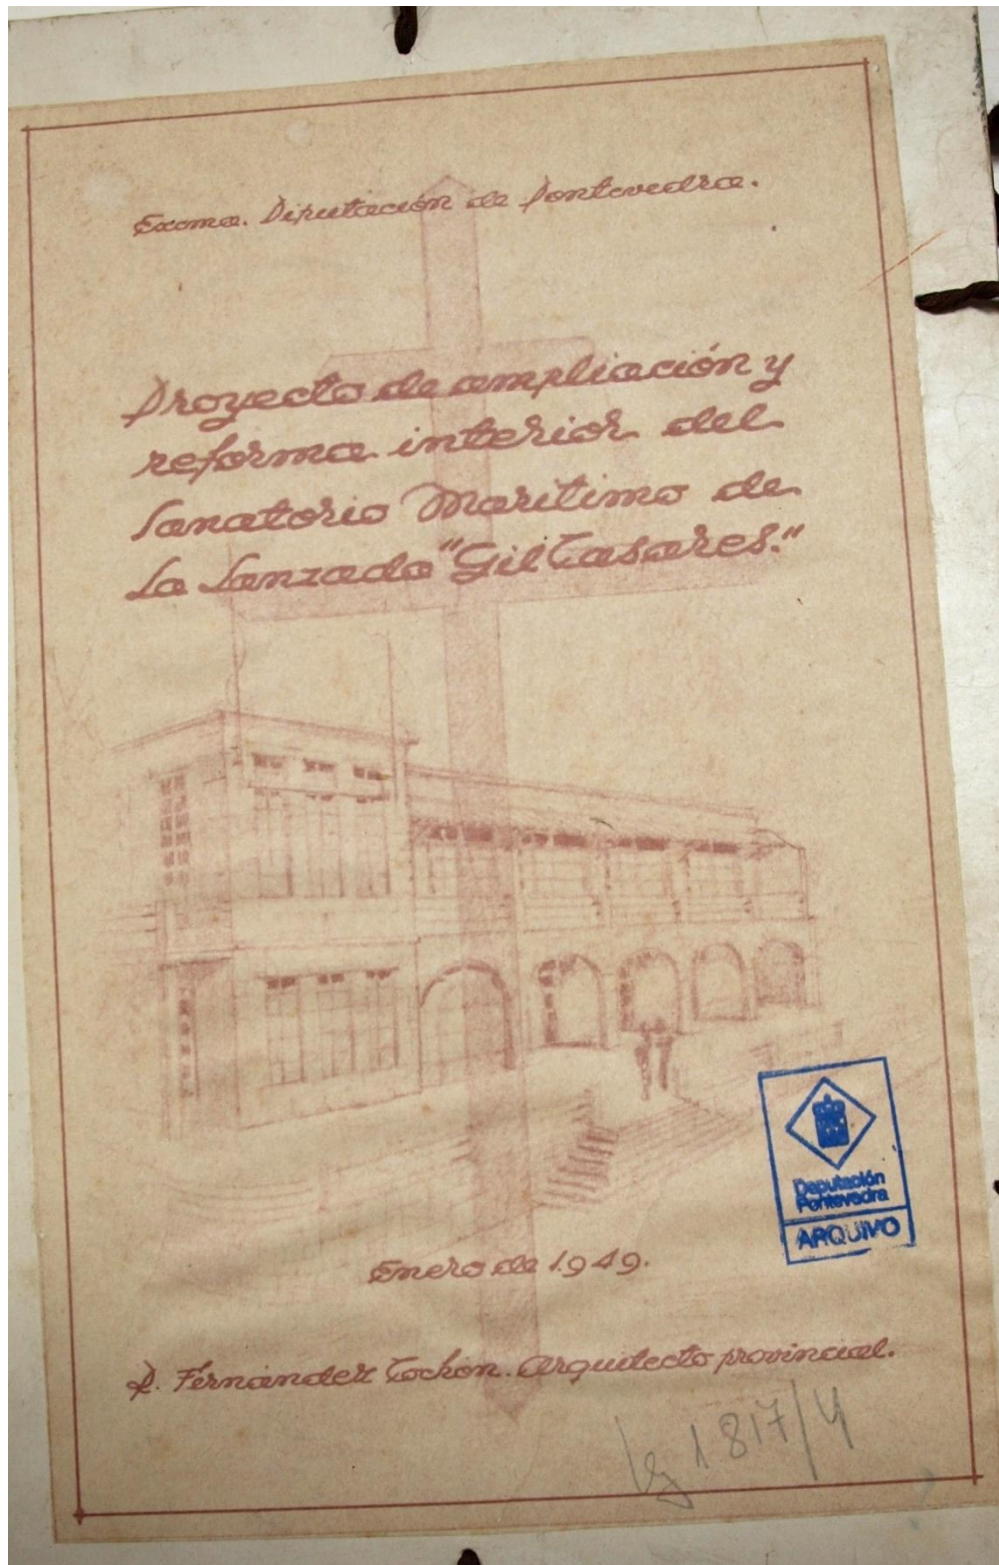 Excma. Diputación de Pontevedra.
Proyecto de ampliación y
reforma interior del
Sanatorio Marítimo de
La Lanzada "Gil Casares."
Deputación
Pontevedra
ARQUIVO
Enero de 1.949.
Fernández Cochón. Arquitecto provincial.
lg 1817/4